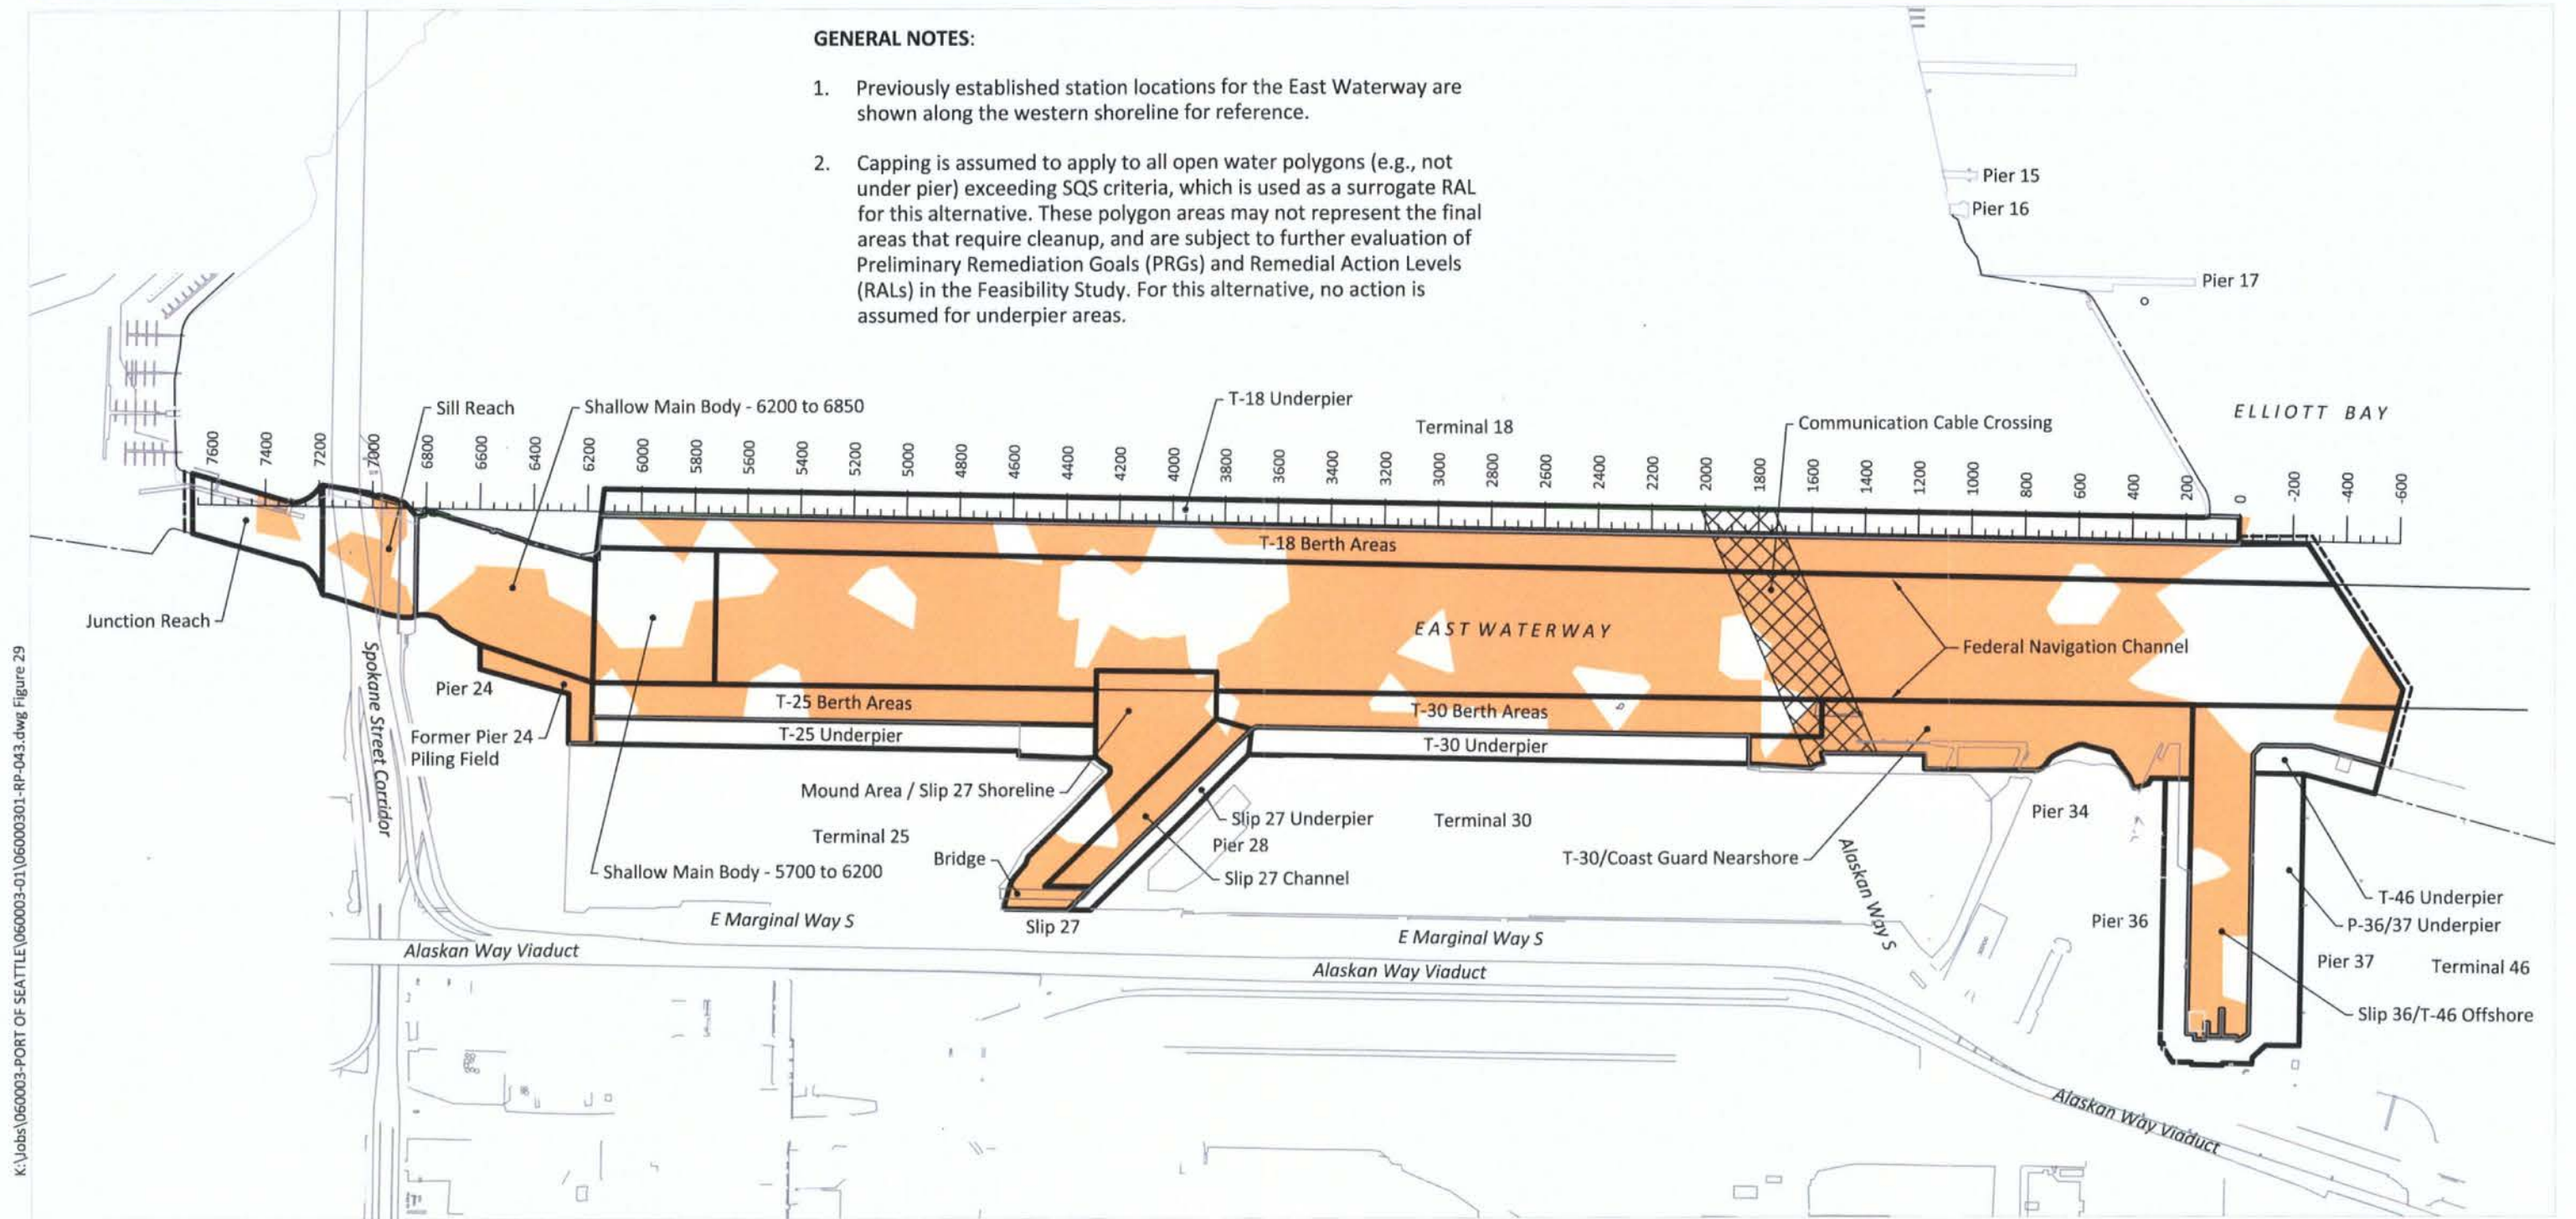 GENERAL NOTES:
1. Previously established station locations for the East Waterway are
shown along the western shoreline for reference.
2. Capping is assumed to apply to all open water polygons (e.g., not
under pier) exceeding SQS criteria, which is used as a surrogate RAL
for this alternative. These polygon areas may not represent the final
areas that require cleanup, and are subject to further evaluation of
Preliminary Remediation Goals (PRGs) and Remedial Action Levels
(RALs) in the Feasibility Study. For this alternative, no action is
assumed for underpier areas.
Pier 15
Pier 16
Pier 17
ELLIOTT BAY
Sill Reach
Shallow Main Body - 6200 to 6850
T-18 Underpier
Terminal 18
Communication Cable Crossing
7600
7400
7200
7000
6800
6600
6400
6200
6000
5800
5600
5400
5200
5000
4800
4600
4400
4200
4000
3800
3600
3400
3200
3000
2800
2600
2400
2200
2000
1800
1600
1400
1200
1000
800
600
400
200
0
-200
-400
-600
T-18 Berth Areas
Junction Reach
EAST WATERWAY
Federal Navigation Channel
Spokane Street Corridor
Pier 24
T-25 Berth Areas
T-30 Berth Areas
Former Pier 24
Piling Field
T-25 Underpier
T-30 Underpier
Mound Area / Slip 27 Shoreline
Slip 27 Underpier
Terminal 30
Pier 34
Terminal 25
Pier 28
Bridge
Shallow Main Body - 5700 to 6200
Slip 27 Channel
T-30/Coast Guard Nearshore
Alaskan Way S
T-46 Underpier
P-36/37 Underpier
Pier 36
Pier 37
Terminal 46
Slip 36/T-46 Offshore
E Marginal Way S
Slip 27
E Marginal Way S
Alaskan Way Viaduct
Alaskan Way Viaduct
Alaskan Way Viaduct
K:\Jobs\060003-PORT OF SEATTLE\060003-01\06000301-RP-043.dwg Figure 29